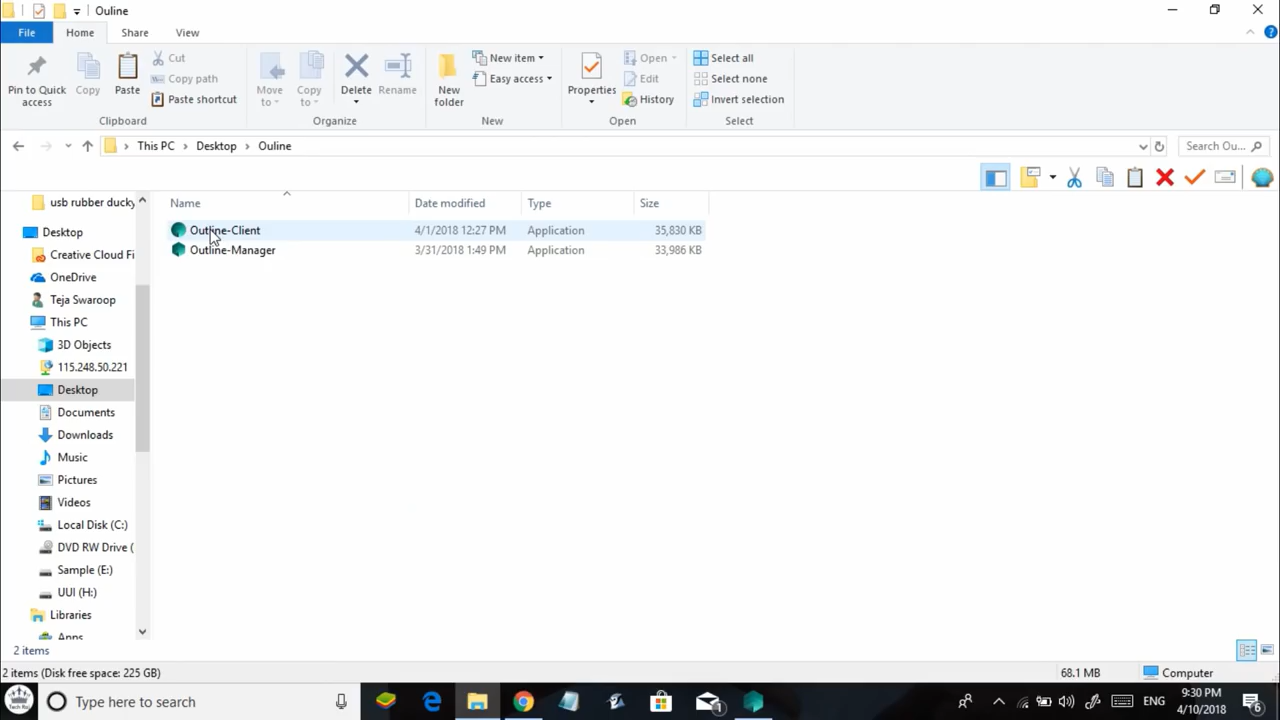 Ouline
File
Home
Share
View
Pin to Quick access
Copy
Paste
Cut
Copy path
Paste shortcut
Clipboard
Move to
Copy to
Delete
Rename
Organize
New folder
New item
Easy access
New
Properties
Open
Edit
History
Open
Select all
Select none
Invert selection
Select
This PC
Desktop
Ouline
Search Ou...
Name
Date modified
Type
Size
Outline-Client
4/1/2018 12:27 PM
Application
35,830 KB
Outline-Manager
3/31/2018 1:49 PM
Application
33,986 KB
usb rubber ducky
Desktop
Creative Cloud Fi
OneDrive
Teja Swaroop
This PC
3D Objects
115.248.50.221
Desktop
Documents
Downloads
Music
Pictures
Videos
Local Disk (C:)
DVD RW Drive (
Sample (E:)
UUI (H:)
Libraries
Apps
2 items
2 items (Disk free space: 225 GB)
68.1 MB
Computer
Type here to search
1
ENG
9:30 PM
4/10/2018
6